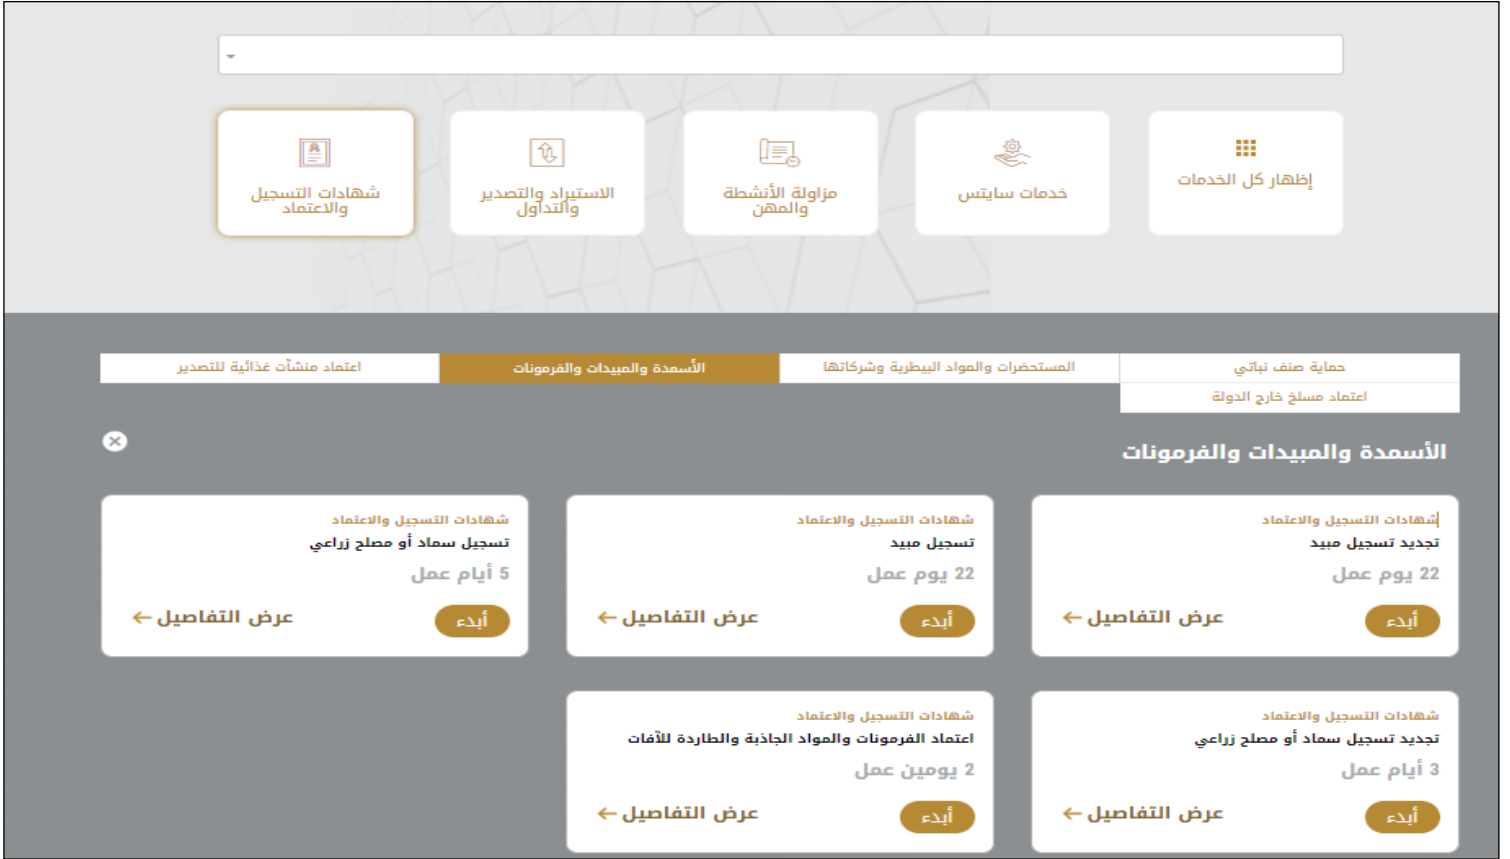 إظهار كل الخدمات
خدمات سايتس
مزاولة الأنشطة
والمهن
الاستيراد والتصدير
والتداول
شهادات التسجيل
والاعتماد
حماية صنف نباتي
المستحضرات والمواد البيطرية وشركاتها
الأسمدة والمبيدات والفرمونات
اعتماد منشآت غذائية للتصدير
اعتماد مسلخ خارج الدولة
الأسمدة والمبيدات والفرمونات
شهادات التسجيل والاعتماد
تجديد تسجيل مبيد
22 يوم عمل
أبدء
عرض التفاصيل
شهادات التسجيل والاعتماد
تسجيل مبيد
22 يوم عمل
أبدء
عرض التفاصيل
شهادات التسجيل والاعتماد
تسجيل سماد أو مصلح زراعي
5 أيام عمل
أبدء
عرض التفاصيل
شهادات التسجيل والاعتماد
تجديد تسجيل سماد أو مصلح زراعي
3 أيام عمل
أبدء
عرض التفاصيل
شهادات التسجيل والاعتماد
اعتماد الفرمونات والمواد الجاذبة والطاردة للآفات
2 يومين عمل
أبدء
عرض التفاصيل